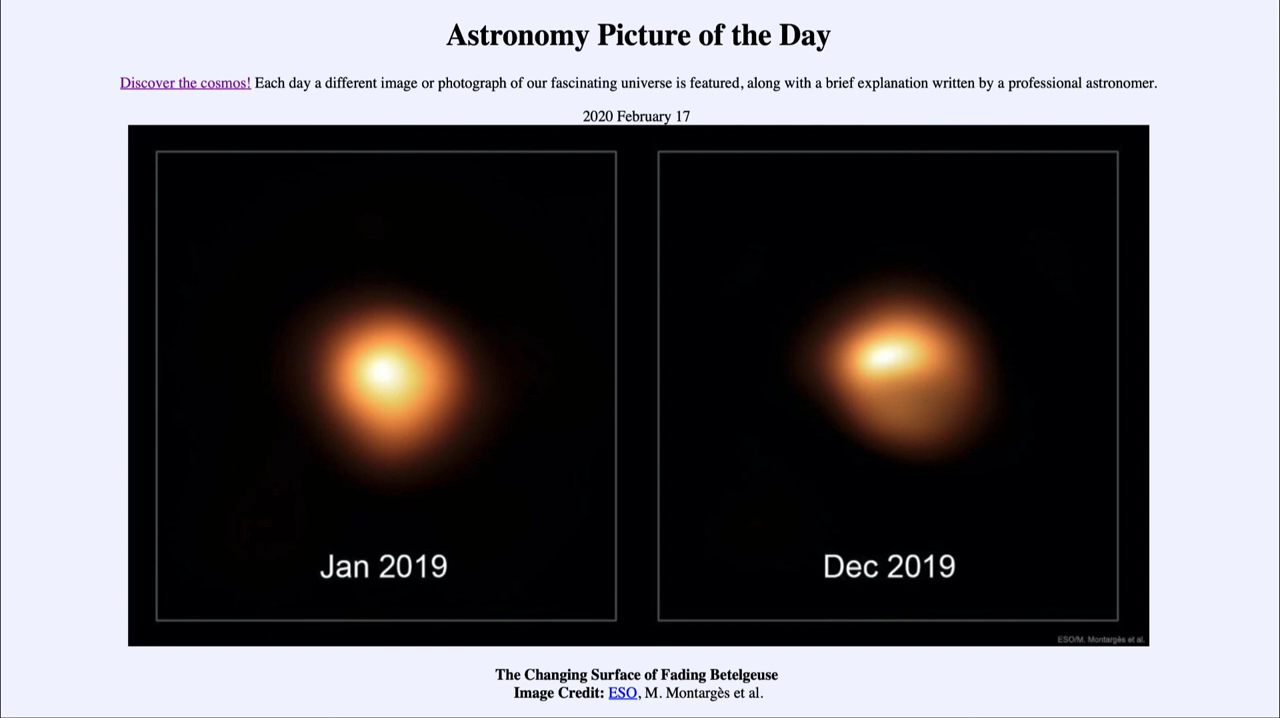 Astronomy Picture of the Day
Discover the cosmos! Each day a different image or photograph of our fascinating universe is featured, along with a brief explanation written by a professional astronomer.
2020 February 17
Jan 2019
Dec 2019
ESO/M. Montargès et al.
The Changing Surface of Fading Betelgeuse
Image Credit: ESO, M. Montargès et al.